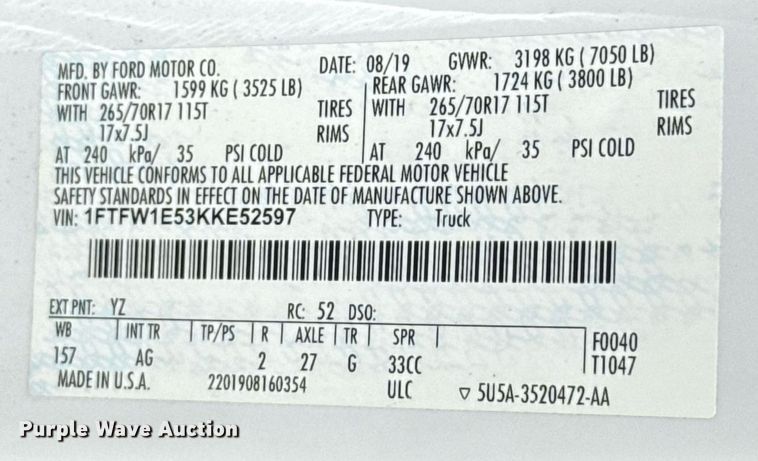 MFD. BY FORD MOTOR CO. DATE: 08/19 GVWR: 3198 KG ( 7050 LB)
FRONT GAWR: 1599 KG ( 3525 LB) REAR GAWR: 1724 KG ( 3800 LB)
WITH 265/70R17 115T TIRES WITH 265/70R17 115T TIRES
17x7.5J RIMS 17x7.5J RIMS
AT 240 kPa/ 35 PSI COLD AT 240 kPa/ 35 PSI COLD
THIS VEHICLE CONFORMS TO ALL APPLICABLE FEDERAL MOTOR VEHICLE
SAFETY STANDARDS IN EFFECT ON THE DATE OF MANUFACTURE SHOWN ABOVE.
VIN: 1FTFW1E53KKE52597 TYPE: Truck
EXT PNT: YZ RC: 52 DSO:
WB INT TR TP/PS R AXLE TR SPR F0040
157 AG 2 27 G 33CC T1047
MADE IN U.S.A. 2201908160354 ULC ▽ 5U5A-3520472-AA
Purple Wave Auction